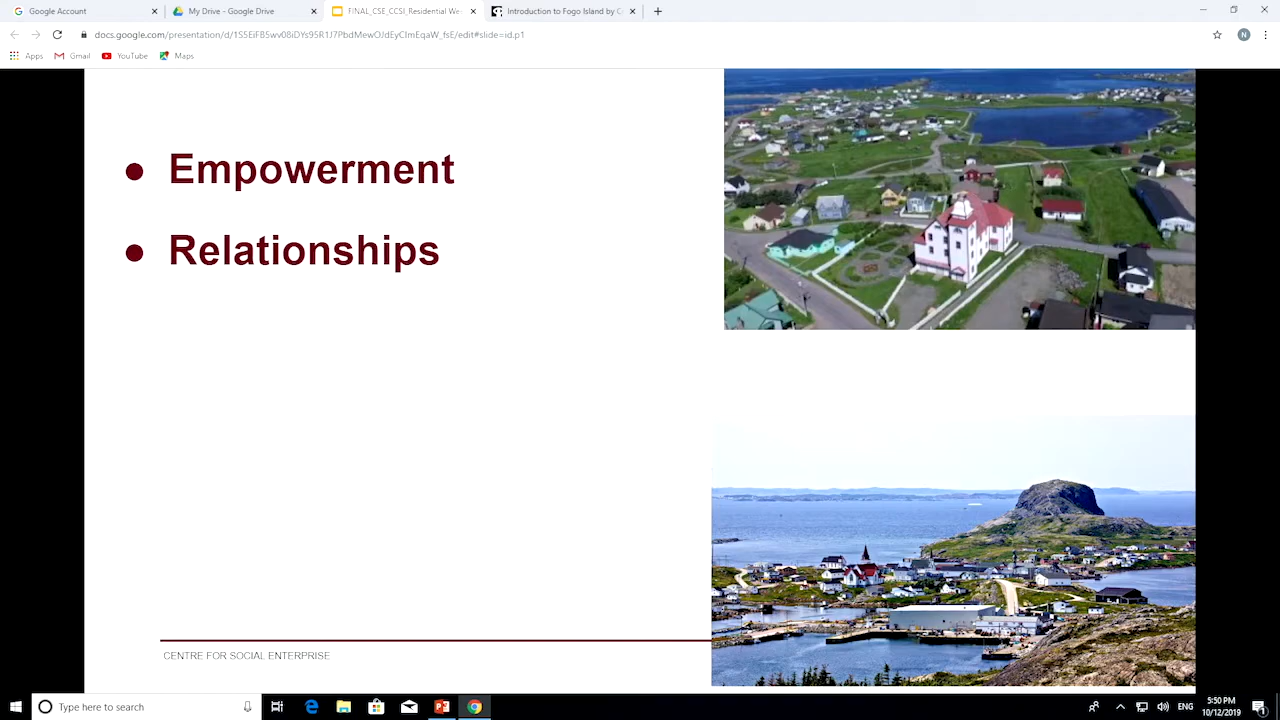 Google Account
My Drive - Google Drive
FINAL_CSE_CCSI_Residential We
Introduction to Fogo Island by C
docs.google.com/presentation/d/1S5EiFB5wv08iDYs95R1J7PbdMewOJdEyCImEqaW_fsE/edit#slide=id.p1
N
Apps Gmail YouTube Maps
• Empowerment
• Relationships
CENTRE FOR SOCIAL ENTERPRISE
Type here to search
ENG
5:50 PM
10/12/2019